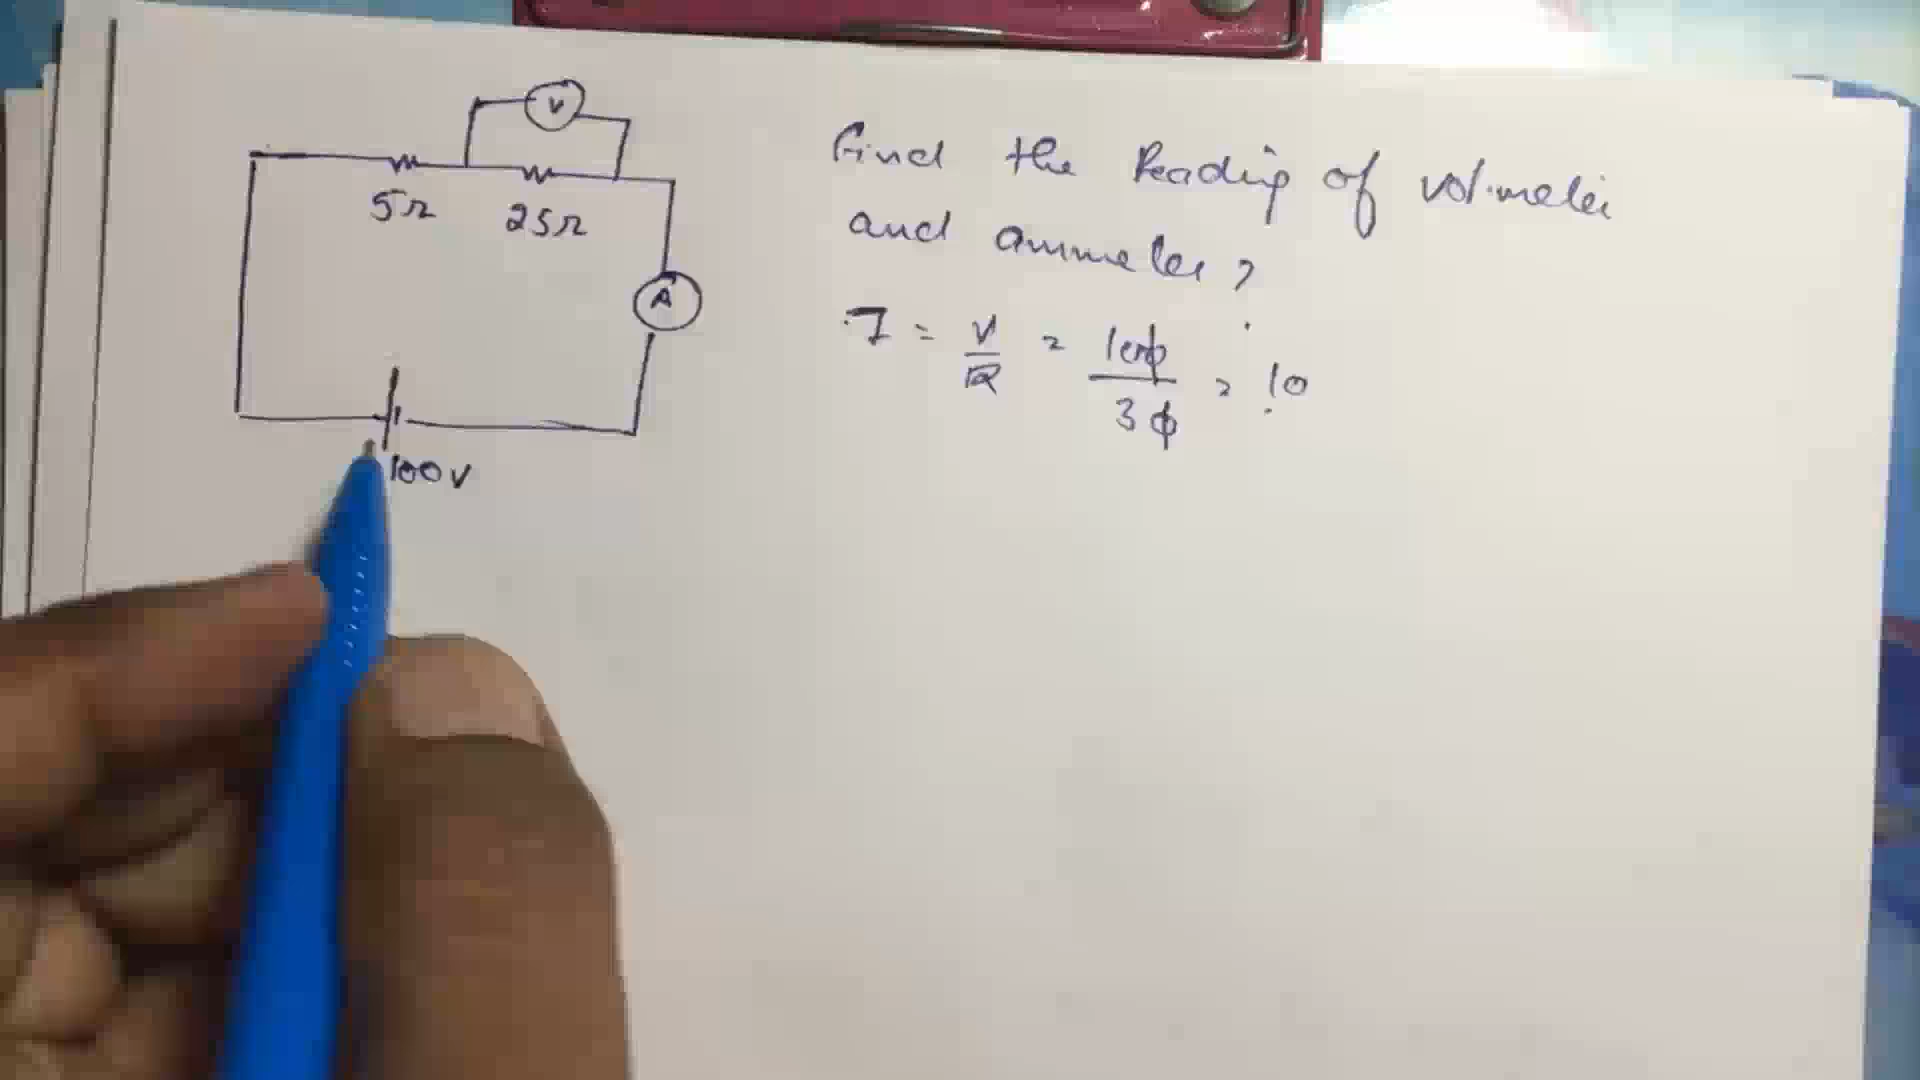 V
5Ω
25Ω
A
100V
Find the Reading of voltmeter
and ammeter?
I = V/R = 100/30 = 10